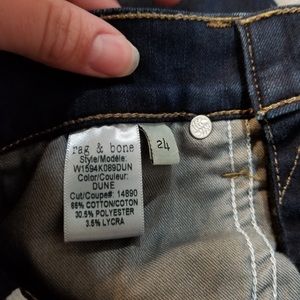 rag & bone
Style/Modéle:
W1594K089DUN
Color/Couleur:
DUNE
Cut/Coupe#: 14890
66% COTTON/COTON
30.5% POLYESTER
3.5% LYCRA
24